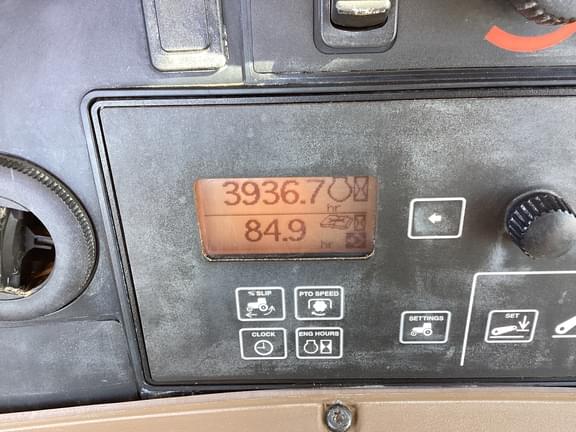 3936.7
hr
84.9
hr
% SLIP PTO SPEED
CLOCK ENG HOURS
SETTINGS
SET